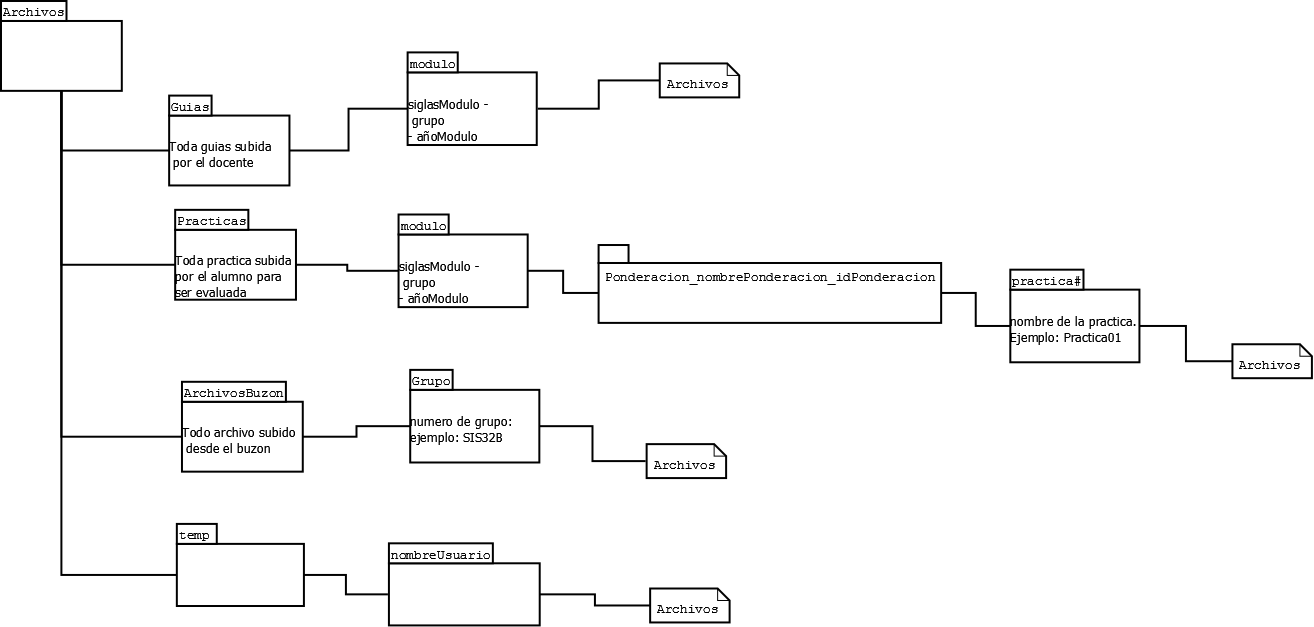 Archivos
Guias
Toda guias subida
por el docente
modulo
siglasModulo -
grupo
- añoModulo
Archivos
Practicas
Toda practica subida
por el alumno para
ser evaluada
modulo
siglasModulo -
grupo
- añoModulo
Ponderacion_nombrePonderacion_idPonderacion
practica#
nombre de la practica.
Ejemplo: Practica01
Archivos
ArchivosBuzon
Todo archivo subido
desde el buzon
Grupo
numero de grupo:
ejemplo: SIS32B
Archivos
temp
nombreUsuario
Archivos